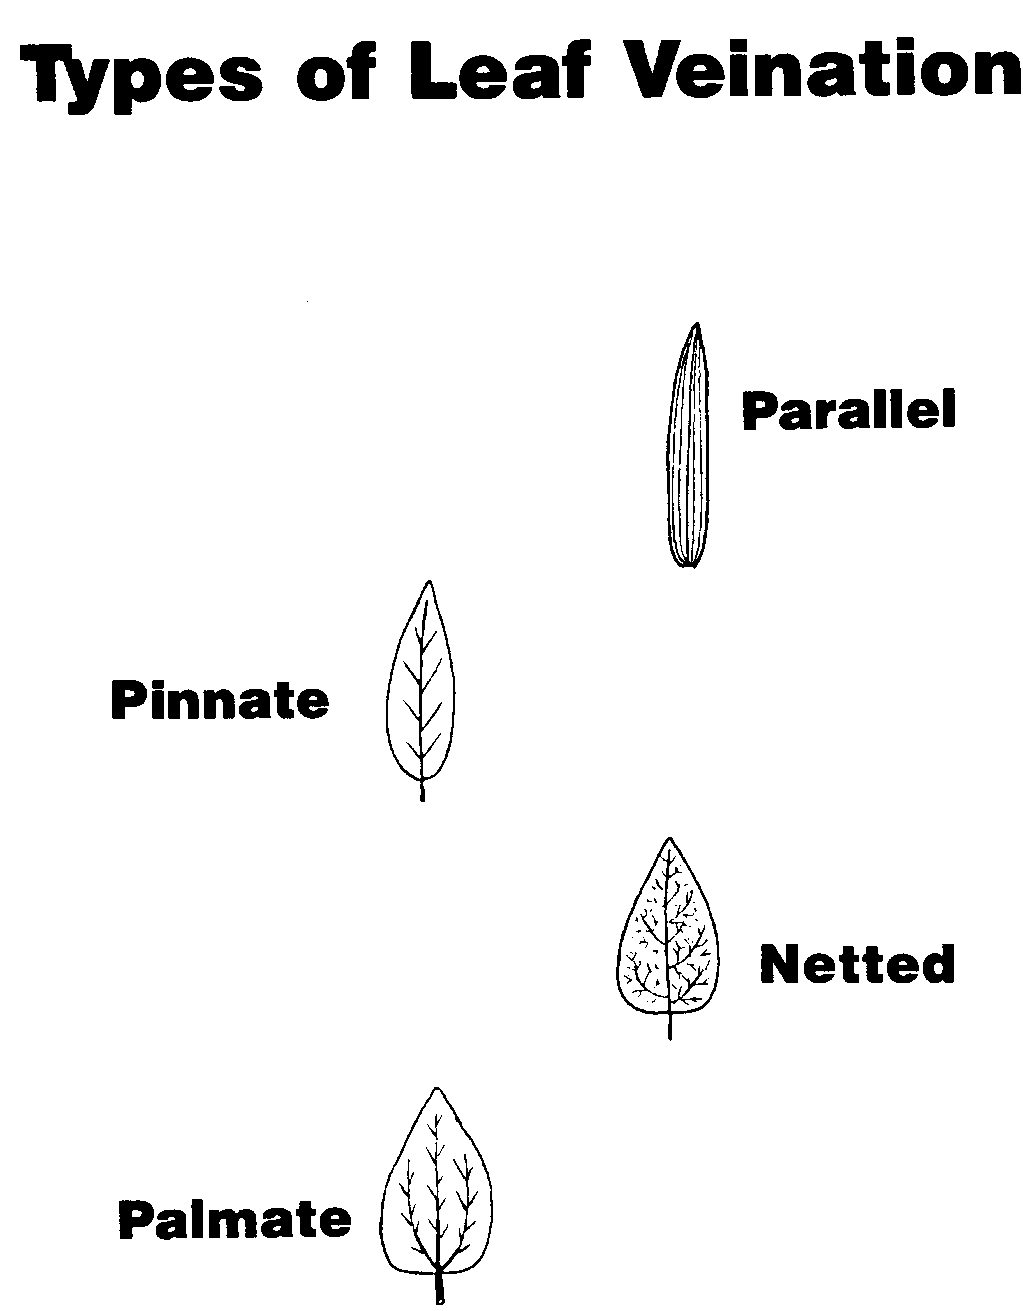 Types of Leaf Veination
Parallel
Pinnate
Netted
Palmate